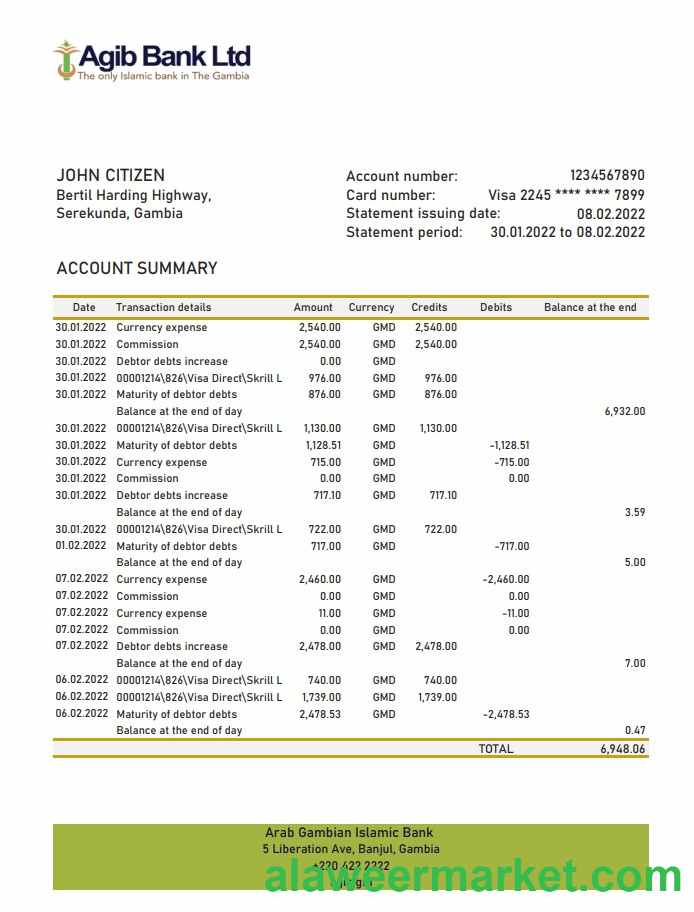 Agib Bank Ltd
The only Islamic bank in The Gambia
JOHN CITIZEN
Bertil Harding Highway,
Serekunda, Gambia
Account number: 1234567890
Card number: Visa 2245 **** **** 7899
Statement issuing date: 08.02.2022
Statement period: 30.01.2022 to 08.02.2022
ACCOUNT SUMMARY
Date Transaction details Amount Currency Credits Debits Balance at the end
30.01.2022 Currency expense 2,540.00 GMD 2,540.00
30.01.2022 Commission 2,540.00 GMD 2,540.00
30.01.2022 Debtor debts increase 0.00 GMD
30.01.2022 00001214\826\Visa Direct\Skrill L 976.00 GMD 976.00
30.01.2022 Maturity of debtor debts 876.00 GMD 876.00
Balance at the end of day 6,932.00
30.01.2022 00001214\826\Visa Direct\Skrill L 1,130.00 GMD 1,130.00
30.01.2022 Maturity of debtor debts 1,128.51 GMD -1,128.51
30.01.2022 Currency expense 715.00 GMD -715.00
30.01.2022 Commission 0.00 GMD 0.00
30.01.2022 Debtor debts increase 717.10 GMD 717.10
Balance at the end of day 3.59
30.01.2022 00001214\826\Visa Direct\Skrill L 722.00 GMD 722.00
01.02.2022 Maturity of debtor debts 717.00 GMD -717.00
Balance at the end of day 5.00
07.02.2022 Currency expense 2,460.00 GMD -2,460.00
07.02.2022 Commission 0.00 GMD 0.00
07.02.2022 Currency expense 11.00 GMD -11.00
07.02.2022 Commission 0.00 GMD 0.00
07.02.2022 Debtor debts increase 2,478.00 GMD 2,478.00
Balance at the end of day 7.00
06.02.2022 00001214\826\Visa Direct\Skrill L 740.00 GMD 740.00
06.02.2022 00001214\826\Visa Direct\Skrill L 1,739.00 GMD 1,739.00
06.02.2022 Maturity of debtor debts 2,478.53 GMD -2,478.53
Balance at the end of day 0.47
TOTAL 6,948.06
Arab Gambian Islamic Bank
5 Liberation Ave, Banjul, Gambia
alaweermarket.com